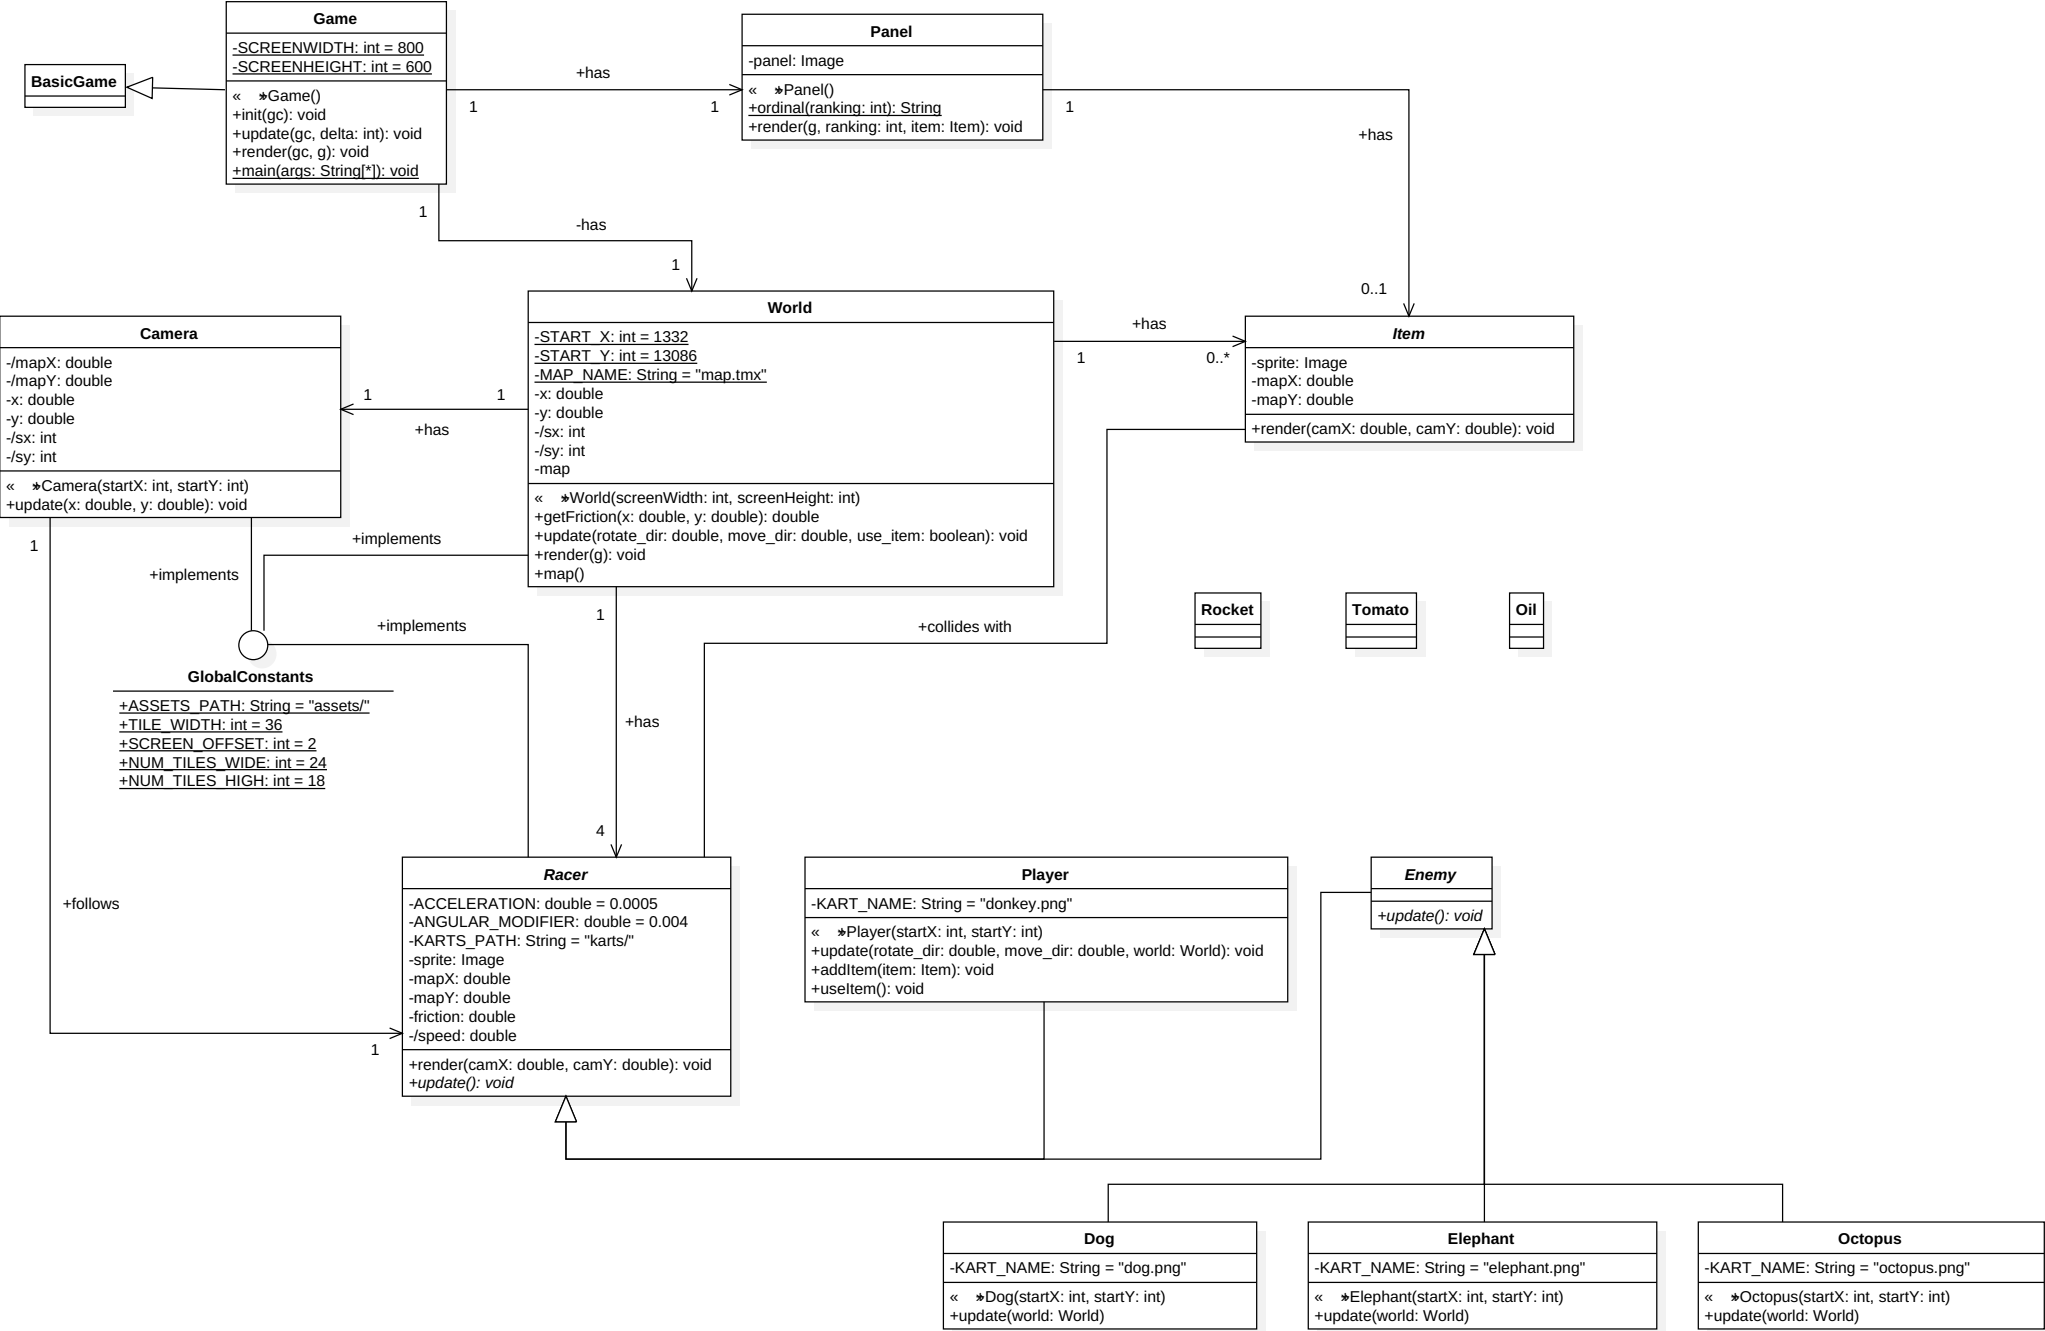 Game
-SCREENWIDTH: int = 800
-SCREENHEIGHT: int = 600
« »Game()
+init(gc): void
+update(gc, delta: int): void
+render(gc, g): void
+main(args: String[*]): void
BasicGame
+has
1
1
Panel
-panel: Image
« »Panel()
+ordinal(ranking: int): String
+render(g, ranking: int, item: Item): void
1
+has
0..1
1
-has
1
World
-START_X: int = 1332
-START_Y: int = 13086
-MAP_NAME: String = "map.tmx"
-x: double
-y: double
-/sx: int
-/sy: int
-map
« »World(screenWidth: int, screenHeight: int)
+getFriction(x: double, y: double): double
+update(rotate_dir: double, move_dir: double, use_item: boolean): void
+render(g): void
+map()
+has
1
0..*
Item
-sprite: Image
-mapX: double
-mapY: double
+render(camX: double, camY: double): void
Camera
-/mapX: double
-/mapY: double
-x: double
-y: double
-/sx: int
-/sy: int
« »Camera(startX: int, startY: int)
+update(x: double, y: double): void
1
1
+has
1
+implements
+implements
+implements
1
+collides with
Rocket
Tomato
Oil
GlobalConstants
+ASSETS_PATH: String = "assets/"
+TILE_WIDTH: int = 36
+SCREEN_OFFSET: int = 2
+NUM_TILES_WIDE: int = 24
+NUM_TILES_HIGH: int = 18
+has
4
+follows
1
Racer
-ACCELERATION: double = 0.0005
-ANGULAR_MODIFIER: double = 0.004
-KARTS_PATH: String = "karts/"
-sprite: Image
-mapX: double
-mapY: double
-friction: double
-/speed: double
+render(camX: double, camY: double): void
+update(): void
Player
-KART_NAME: String = "donkey.png"
« »Player(startX: int, startY: int)
+update(rotate_dir: double, move_dir: double, world: World): void
+addItem(item: Item): void
+useItem(): void
Enemy
+update(): void
Dog
-KART_NAME: String = "dog.png"
« »Dog(startX: int, startY: int)
+update(world: World)
Elephant
-KART_NAME: String = "elephant.png"
« »Elephant(startX: int, startY: int)
+update(world: World)
Octopus
-KART_NAME: String = "octopus.png"
« »Octopus(startX: int, startY: int)
+update(world: World)